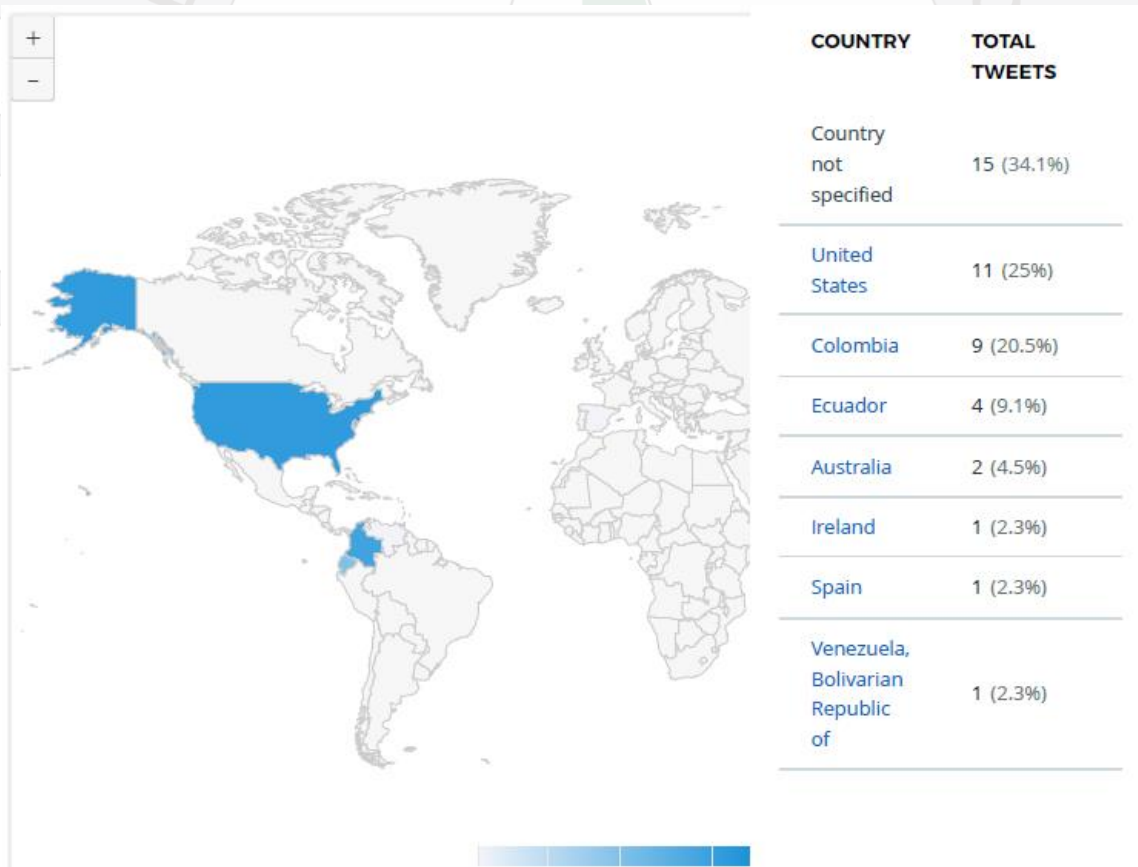 +
−
COUNTRY TOTAL
TWEETS
Country
not
specified
15 (34.1%)
United
States
11 (25%)
Colombia 9 (20.5%)
Ecuador 4 (9.1%)
Australia 2 (4.5%)
Ireland 1 (2.3%)
Spain 1 (2.3%)
Venezuela,
Bolivarian
Republic
of
1 (2.3%)